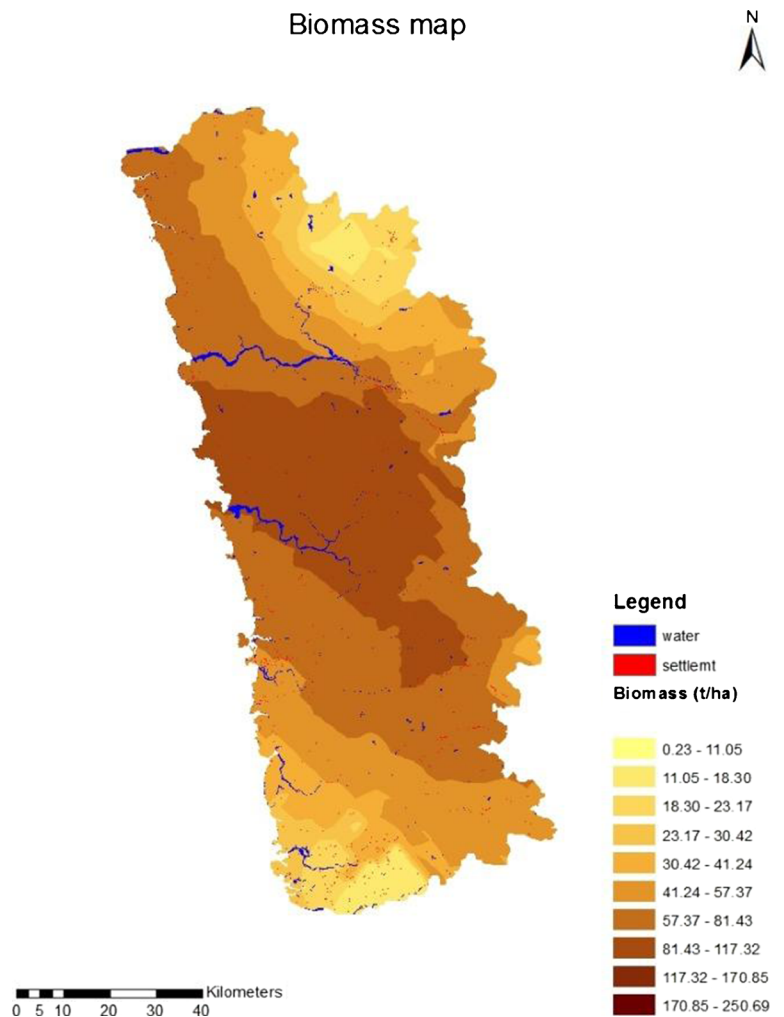 Biomass map
N
Legend
water
settlemt
Biomass (t/ha)
0.23 - 11.05
11.05 - 18.30
18.30 - 23.17
23.17 - 30.42
30.42 - 41.24
41.24 - 57.37
57.37 - 81.43
81.43 - 117.32
117.32 - 170.85
170.85 - 250.69
Kilometers
0 5 10 20 30 40